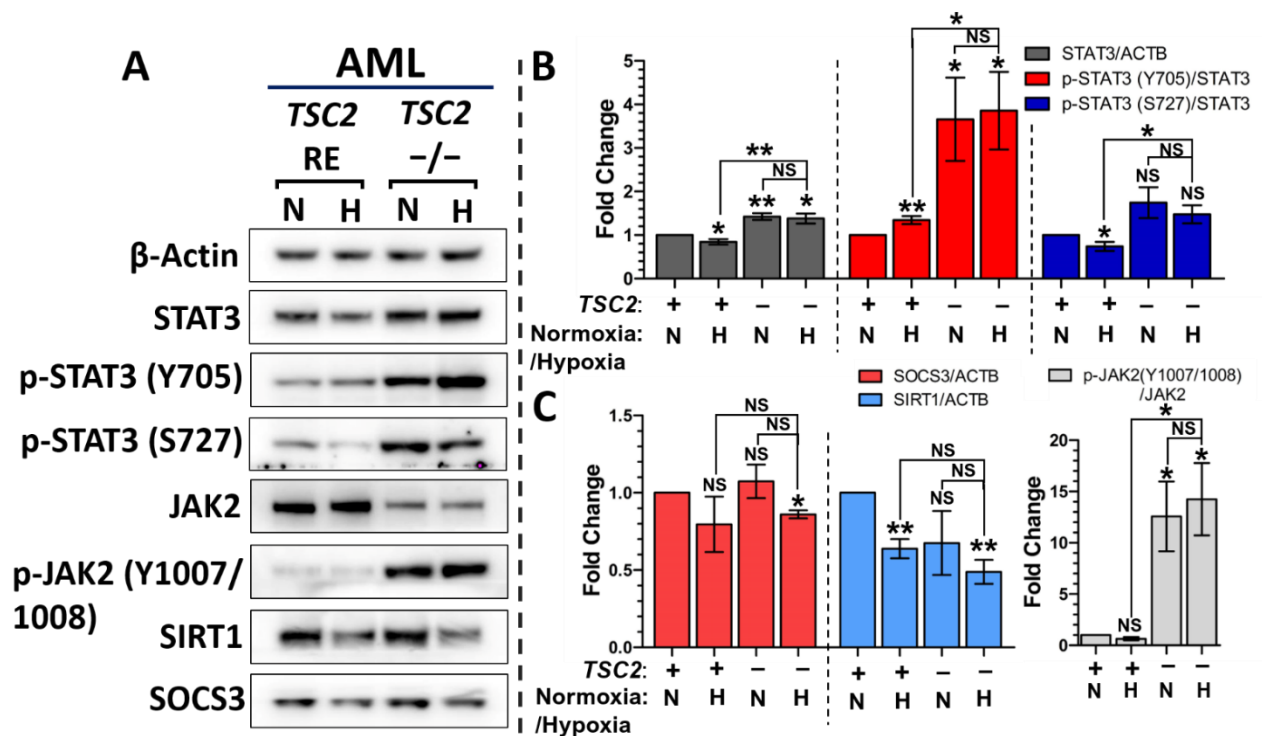 A
AML
TSC2 TSC2
RE −/−
N H N H
β-Actin
STAT3
p-STAT3 (Y705)
p-STAT3 (S727)
JAK2
p-JAK2 (Y1007/
1008)
SIRT1
SOCS3
B
STAT3/ACTB
p-STAT3 (Y705)/STAT3
p-STAT3 (S727)/STAT3
Fold Change
5
4
3
2
1
0
* ** NS ** *
** * * NS *
* NS NS NS *
TSC2: + + − − + + − − + + − −
Normoxia: N H N H N H N H N H N H
/Hypoxia
C
SOCS3/ACTB
SIRT1/ACTB
p-JAK2(Y1007/1008)
/JAK2
Fold Change
1.5
1.0
0.5
0.0
NS NS NS NS *
** NS NS NS **
TSC2: + + − − + + − −
Normoxia: N H N H N H N H
/Hypoxia
Fold Change
20
15
10
5
0
NS * * NS *
+ + − −
N H N H